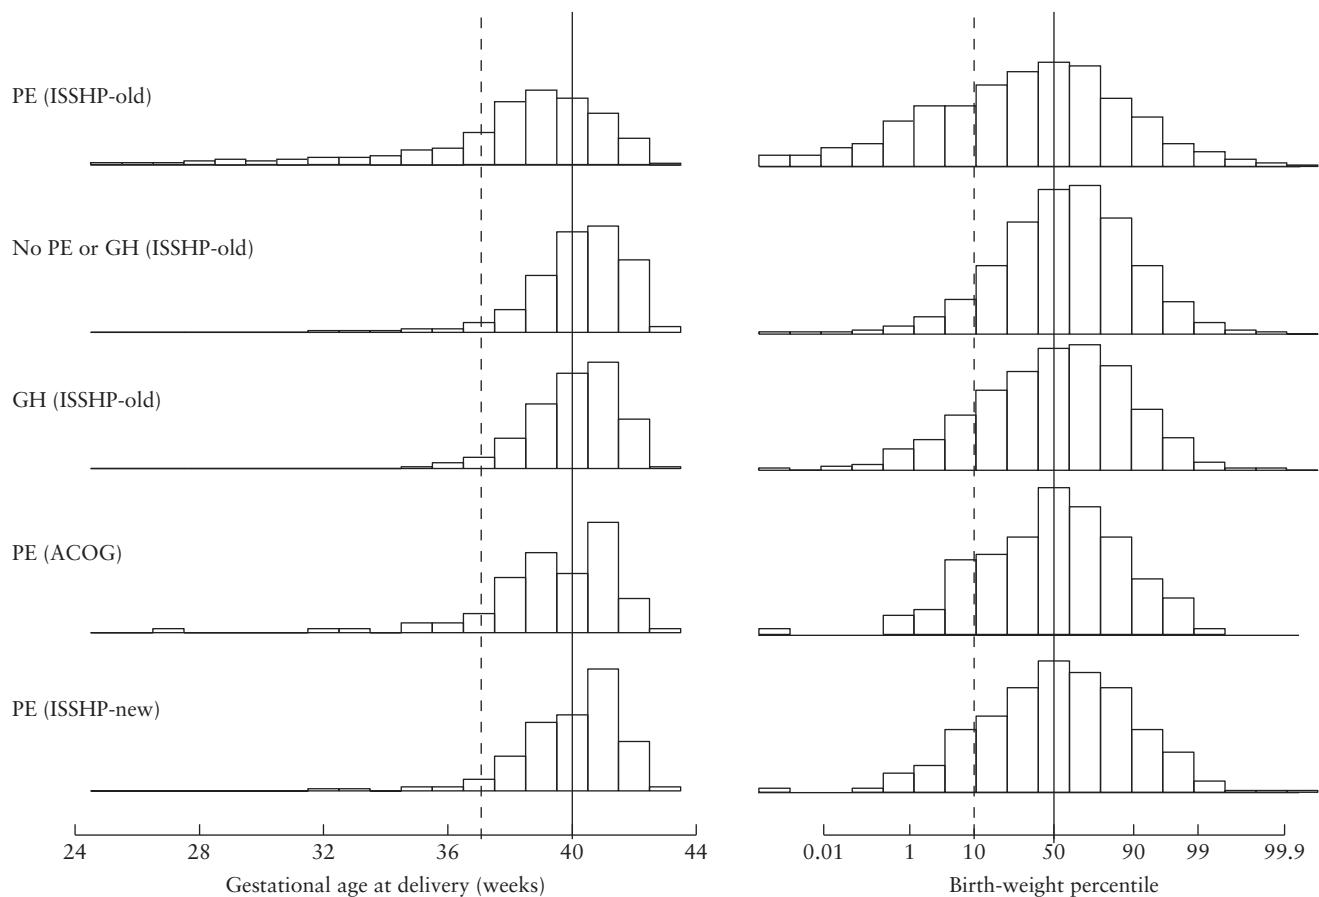 PE (ISSHP-old)
No PE or GH (ISSHP-old)
GH (ISSHP-old)
PE (ACOG)
PE (ISSHP-new)
24 28 32 36 40 44
0.01 1 10 50 90 99 99.9
Gestational age at delivery (weeks)
Birth-weight percentile